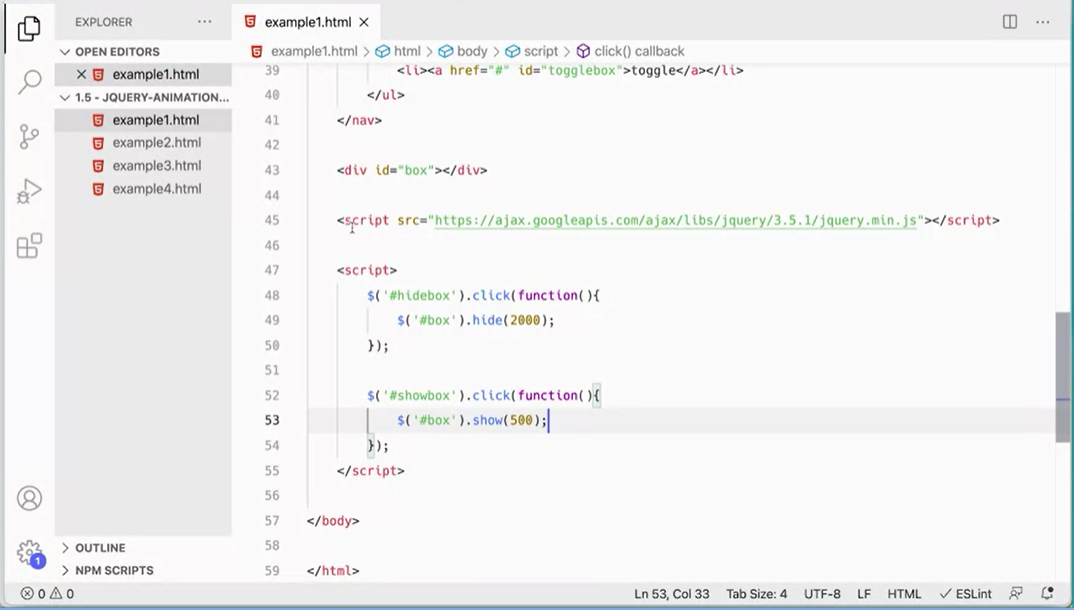 EXPLORER
···
example1.html
···
OPEN EDITORS
example1.html
1.5 - JQUERY-ANIMATION...
example1.html
example2.html
example3.html
example4.html
OUTLINE
NPM SCRIPTS
example1.html > html > body > script > click() callback
39 <li><a href="#" id="togglebox">toggle</a></li>
40 </ul>
41 </nav>
42
43 <div id="box"></div>
44
45 <script src="https://ajax.googleapis.com/ajax/libs/jquery/3.5.1/jquery.min.js"></script>
46
47 <script>
48 $('#hidebox').click(function(){
49 $('#box').hide(2000);
50 });
51
52 $('#showbox').click(function(){
53 $('#box').show(500);
54 });
55 </script>
56
57 </body>
58
59 </html>
1
0 0
Ln 53, Col 33 Tab Size: 4 UTF-8 LF HTML ESLint